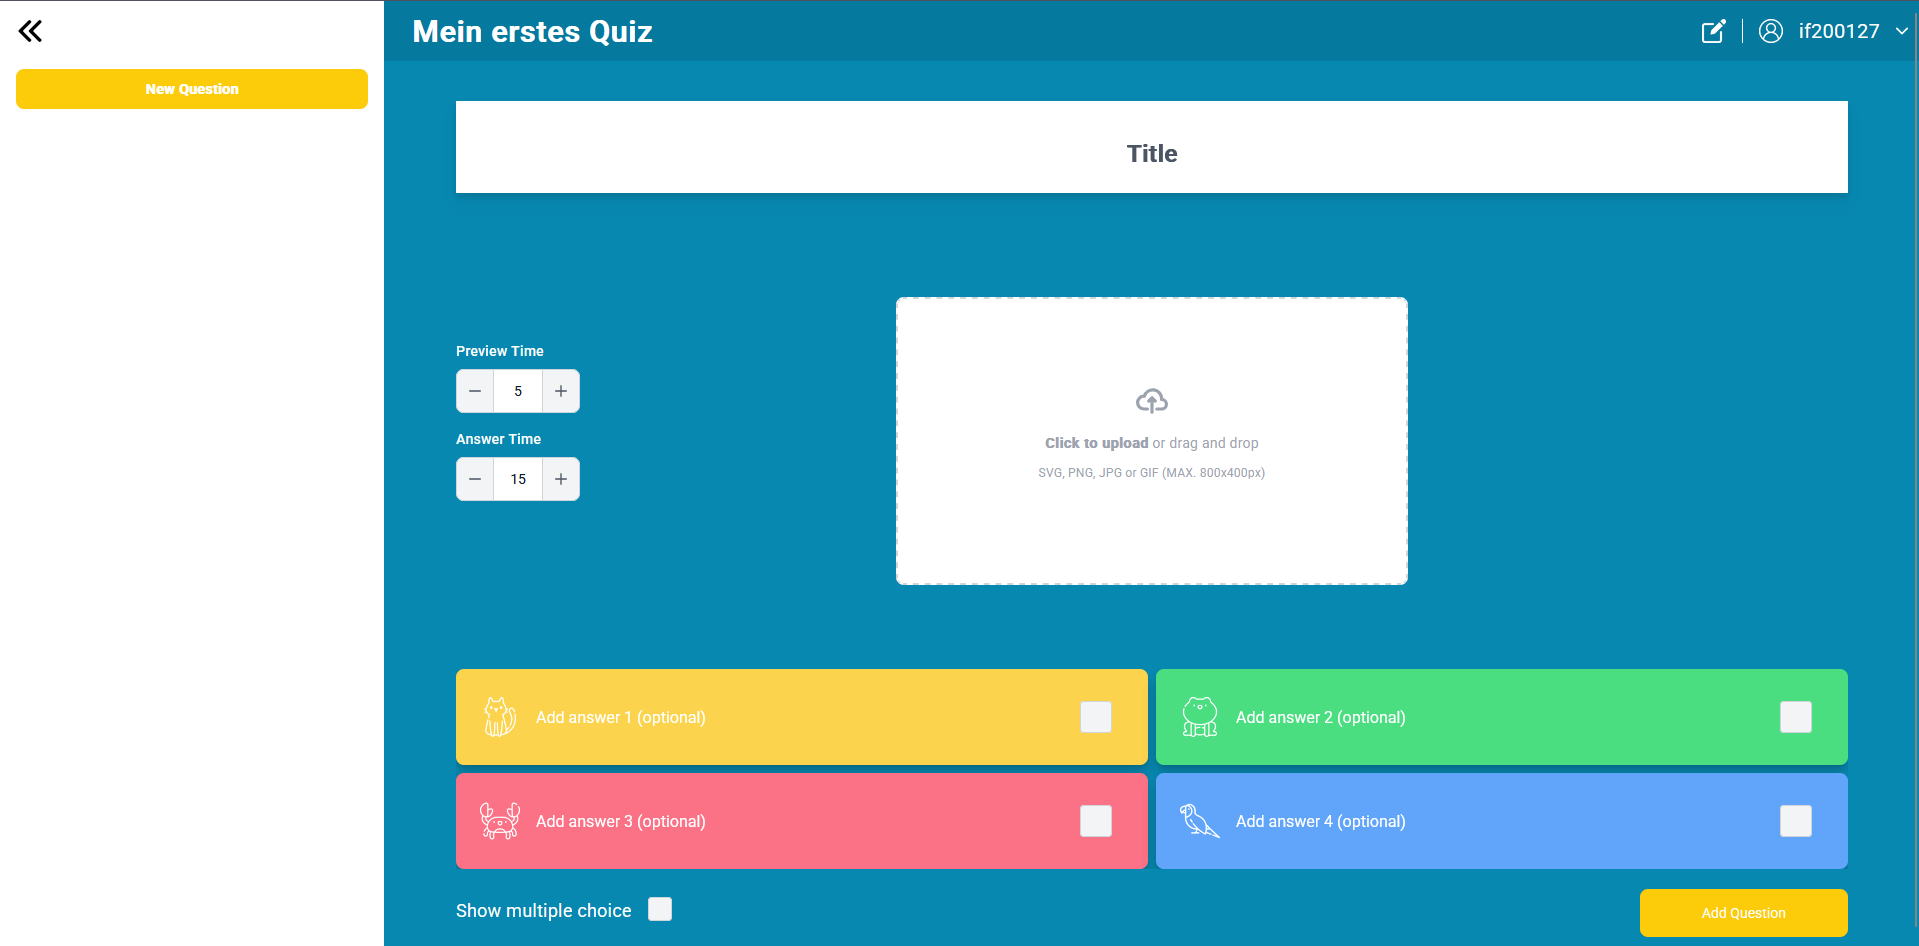 Mein erstes Quiz
if200127
New Question
Title
Preview Time
5
Answer Time
15
Click to upload or drag and drop
SVG, PNG, JPG or GIF (MAX. 800x400px)
Add answer 1 (optional)
Add answer 2 (optional)
Add answer 3 (optional)
Add answer 4 (optional)
Show multiple choice
Add Question